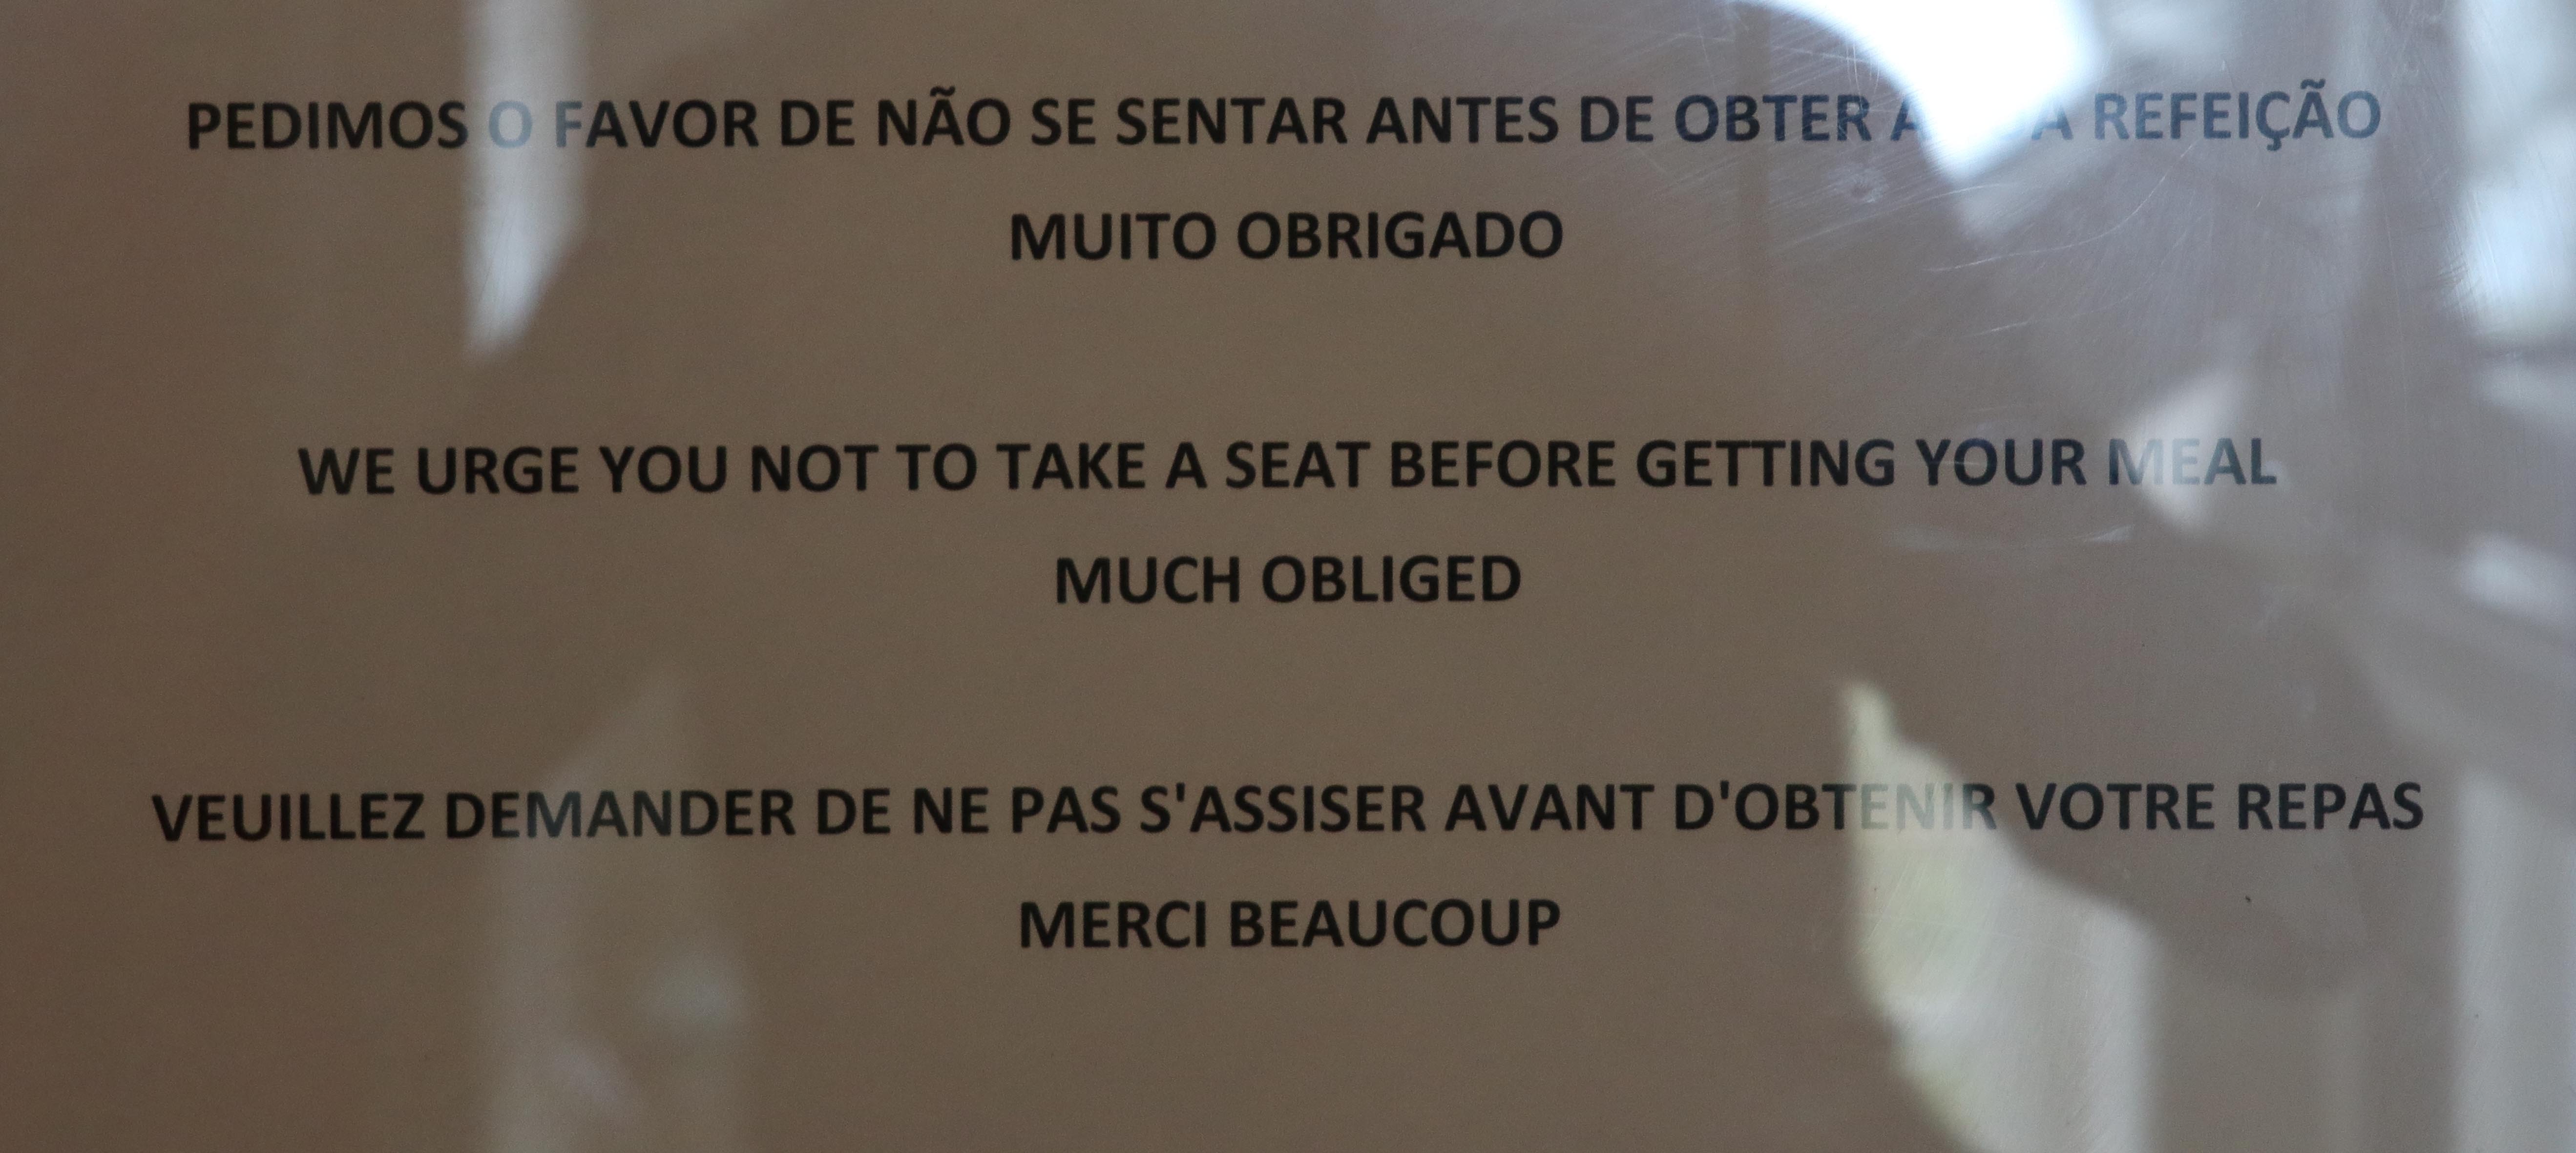 PEDIMOS O FAVOR DE NÃO SE SENTAR ANTES DE OBTER A REFEIÇÃO
MUITO OBRIGADO
WE URGE YOU NOT TO TAKE A SEAT BEFORE GETTING YOUR MEAL
MUCH OBLIGED
VEUILLEZ DEMANDER DE NE PAS S'ASSISER AVANT D'OBTENIR VOTRE REPAS
MERCI BEAUCOUP